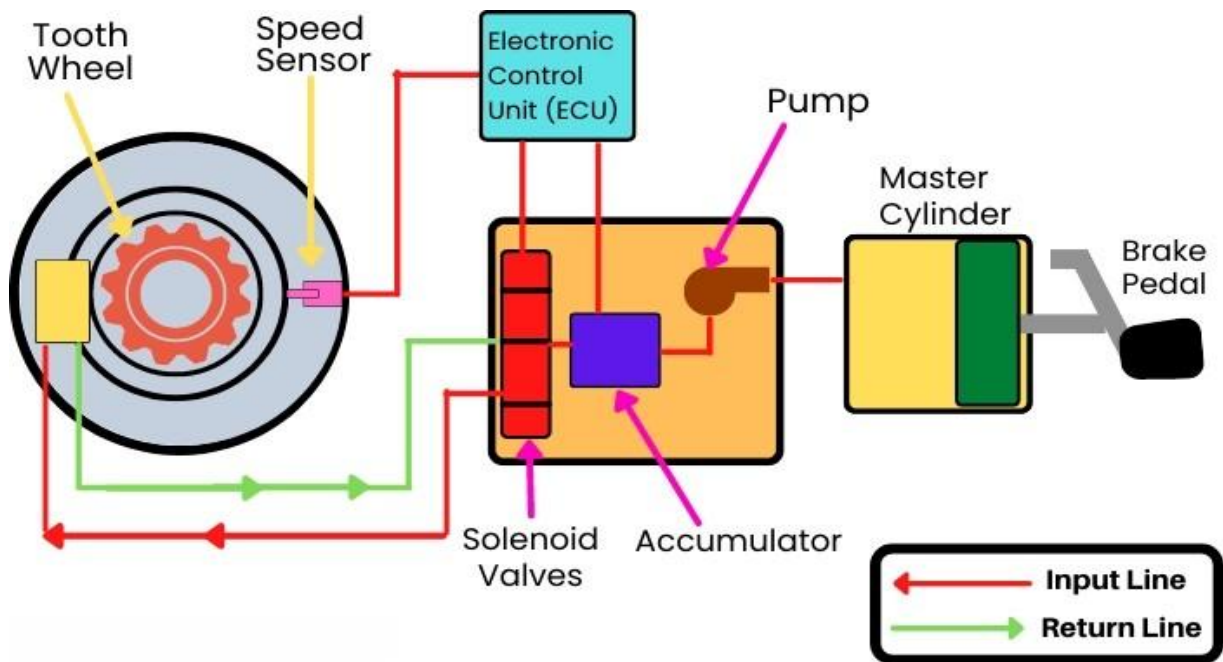 Tooth
Wheel
Speed
Sensor
Electronic
Control
Unit (ECU)
Pump
Master
Cylinder
Brake
Pedal
Solenoid
Valves
Accumulator
Input Line
Return Line